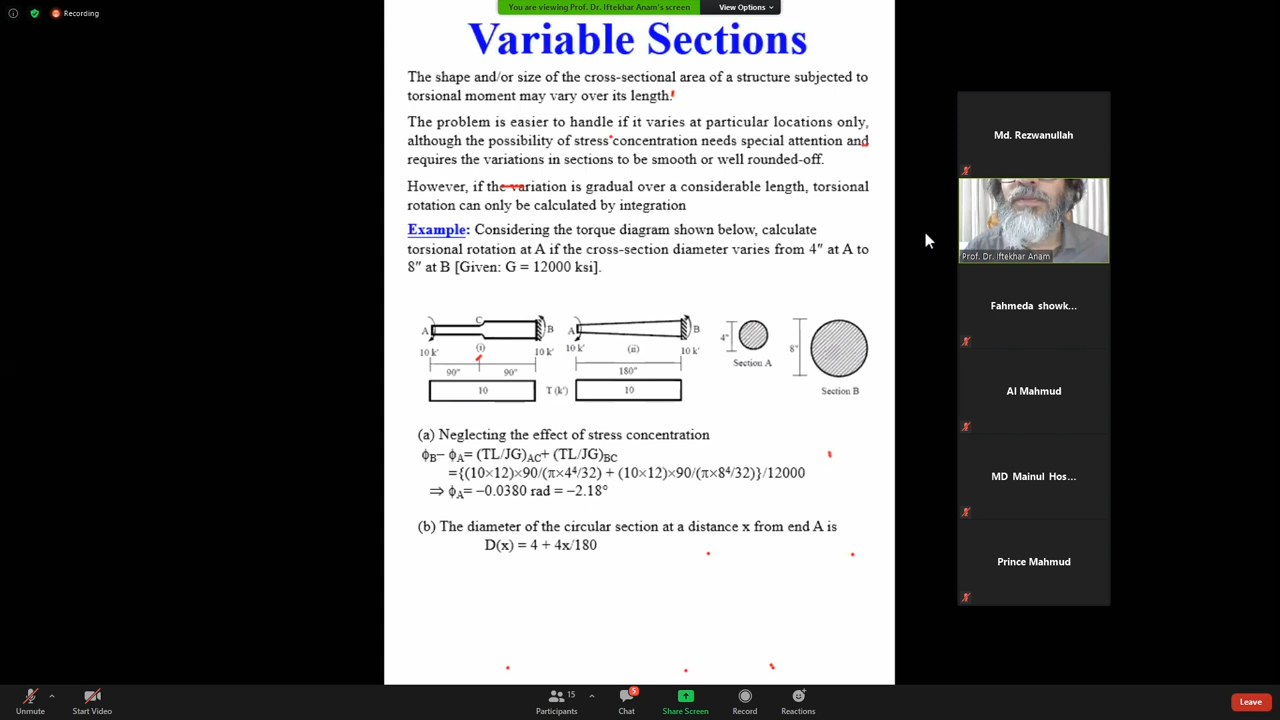 Recording
You are viewing Prof. Dr. Iftekhar Anam's screen
View Options
Variable Sections
The shape and/or size of the cross-sectional area of a structure subjected to
torsional moment may vary over its length.
The problem is easier to handle if it varies at particular locations only,
although the possibility of stress concentration needs special attention and
requires the variations in sections to be smooth or well rounded-off.
However, if the variation is gradual over a considerable length, torsional
rotation can only be calculated by integration
Example: Considering the torque diagram shown below, calculate
torsional rotation at A if the cross-section diameter varies from 4″ at A to
8″ at B [Given: G = 12000 ksi].
A C B A B
4″ 8″
10 k' (i) 10 k' 10 k' (ii) 10 k'
Section A
90" 90" 180"
10 T (k') 10
Section B
(a) Neglecting the effect of stress concentration
ϕB− ϕA= (TL/JG)AC+ (TL/JG)BC
={(10×12)×90/(π×4⁴/32) + (10×12)×90/(π×8⁴/32)}/12000
⇒ ϕA= −0.0380 rad = −2.18°
(b) The diameter of the circular section at a distance x from end A is
D(x) = 4 + 4x/180
Md. Rezwanullah
Prof. Dr. Iftekhar Anam
Fahmeda showk...
Al Mahmud
MD Mainul Hos...
Prince Mahmud
Unmute
Start Video
15
Participants
5
Chat
Share Screen
Record
Reactions
Leave